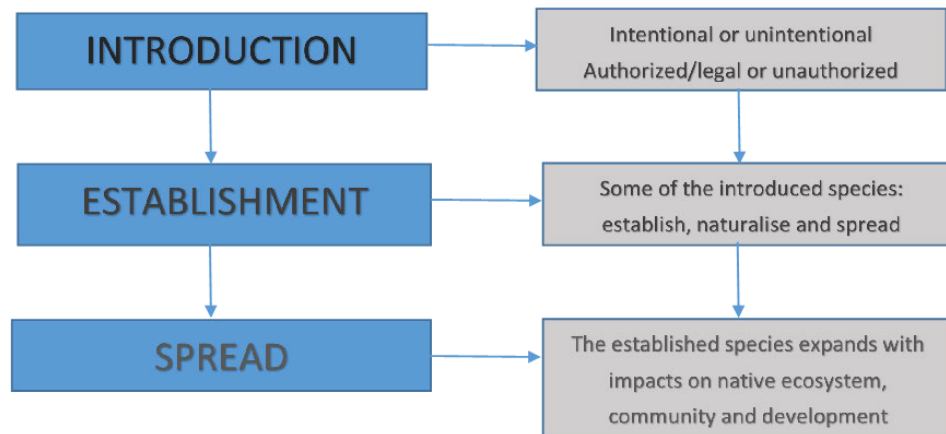 INTRODUCTION
Intentional or unintentional
Authorized/legal or unauthorized
ESTABLISHMENT
Some of the introduced species:
establish, naturalise and spread
SPREAD
The established species expands with
impacts on native ecosystem,
community and development